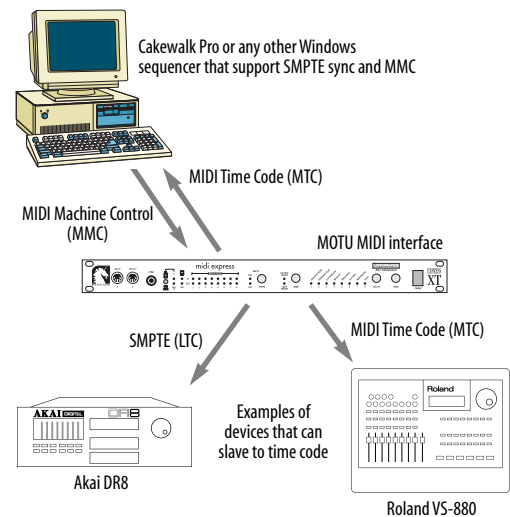 Cakewalk Pro or any other Windows
sequencer that support SMPTE sync and MMC
MIDI Time Code (MTC)
MIDI Machine Control
(MMC)
MOTU MIDI interface
midi express
XT
SMPTE (LTC)
MIDI Time Code (MTC)
AKAI DIGITAL DR8
Roland
Examples of
devices that can
slave to time code
Akai DR8
Roland VS-880